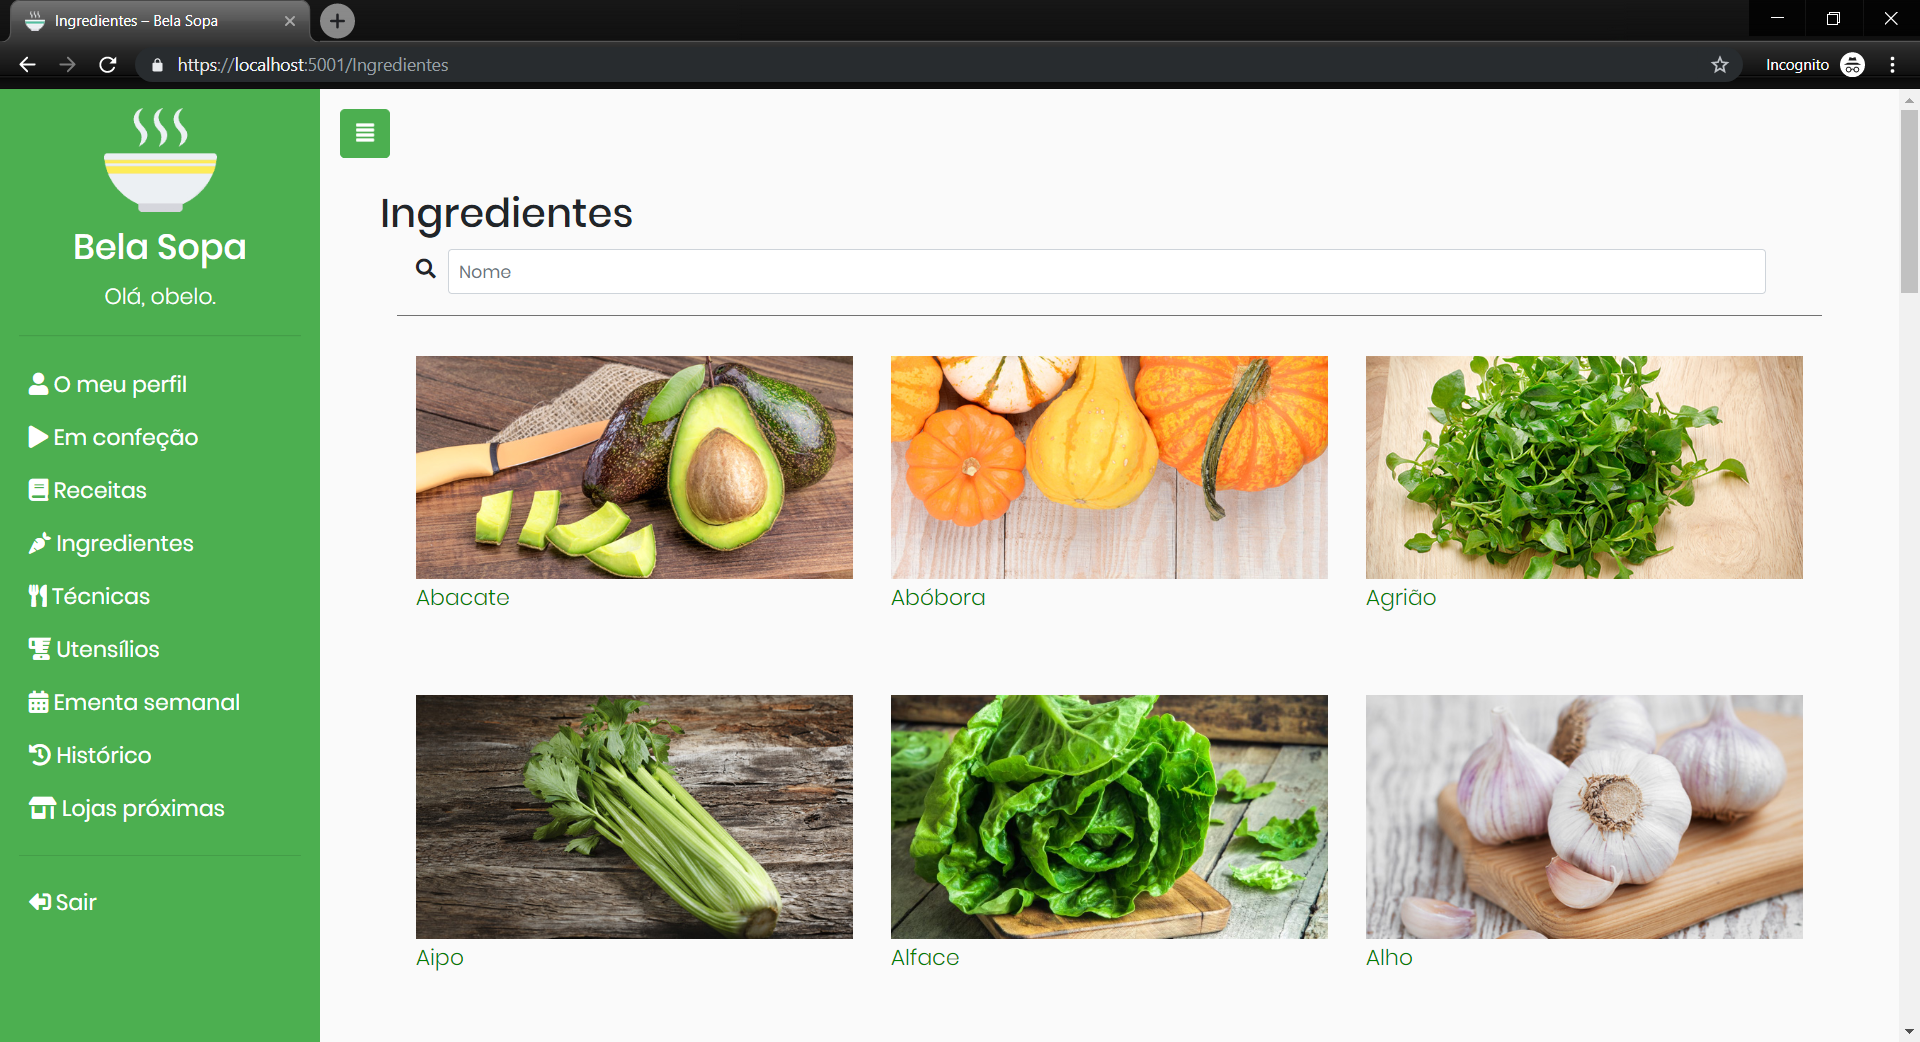 Ingredientes – Bela Sopa
https://localhost:5001/Ingredientes
Incognito
Bela Sopa
Olá, obelo.
O meu perfil
Em confeção
Receitas
Ingredientes
Técnicas
Utensílios
Ementa semanal
Histórico
Lojas próximas
Sair
Ingredientes
Nome
Abacate
Abóbora
Agrião
Aipo
Alface
Alho